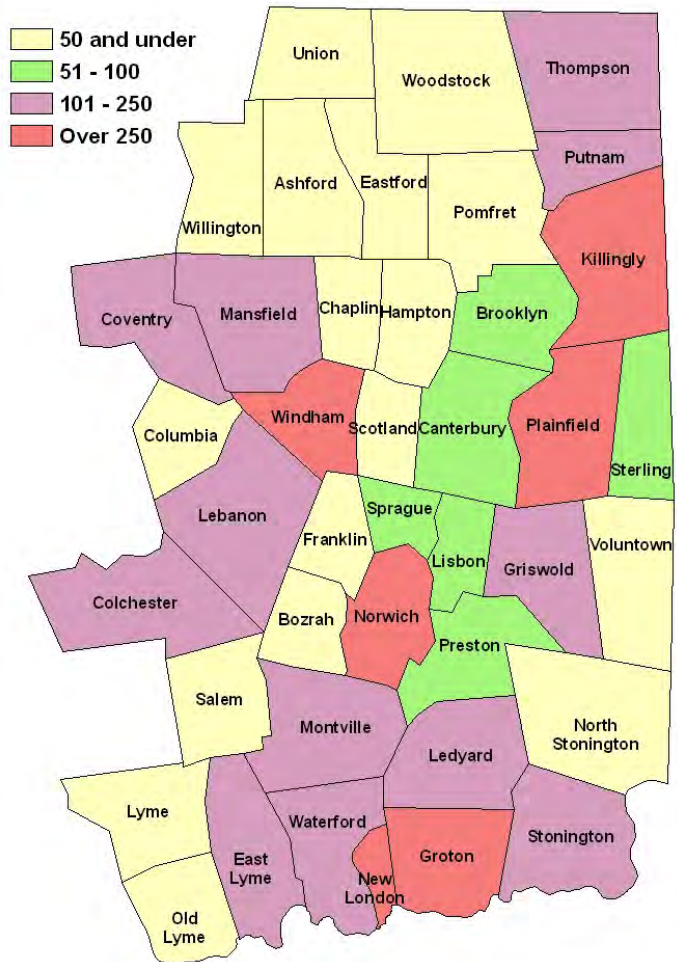 50 and under
51 - 100
101 - 250
Over 250
Union
Woodstock
Thompson
Putnam
Ashford
Eastford
Pomfret
Willington
Killingly
Coventry
Mansfield
Chaplin
Hampton
Brooklyn
Columbia
Windham
Scotland
Canterbury
Plainfield
Sterling
Lebanon
Sprague
Franklin
Lisbon
Griswold
Voluntown
Colchester
Bozrah
Norwich
Preston
Salem
Montville
Ledyard
North
Stonington
Lyme
Waterford
East
Lyme
New
London
Groton
Stonington
Old
Lyme